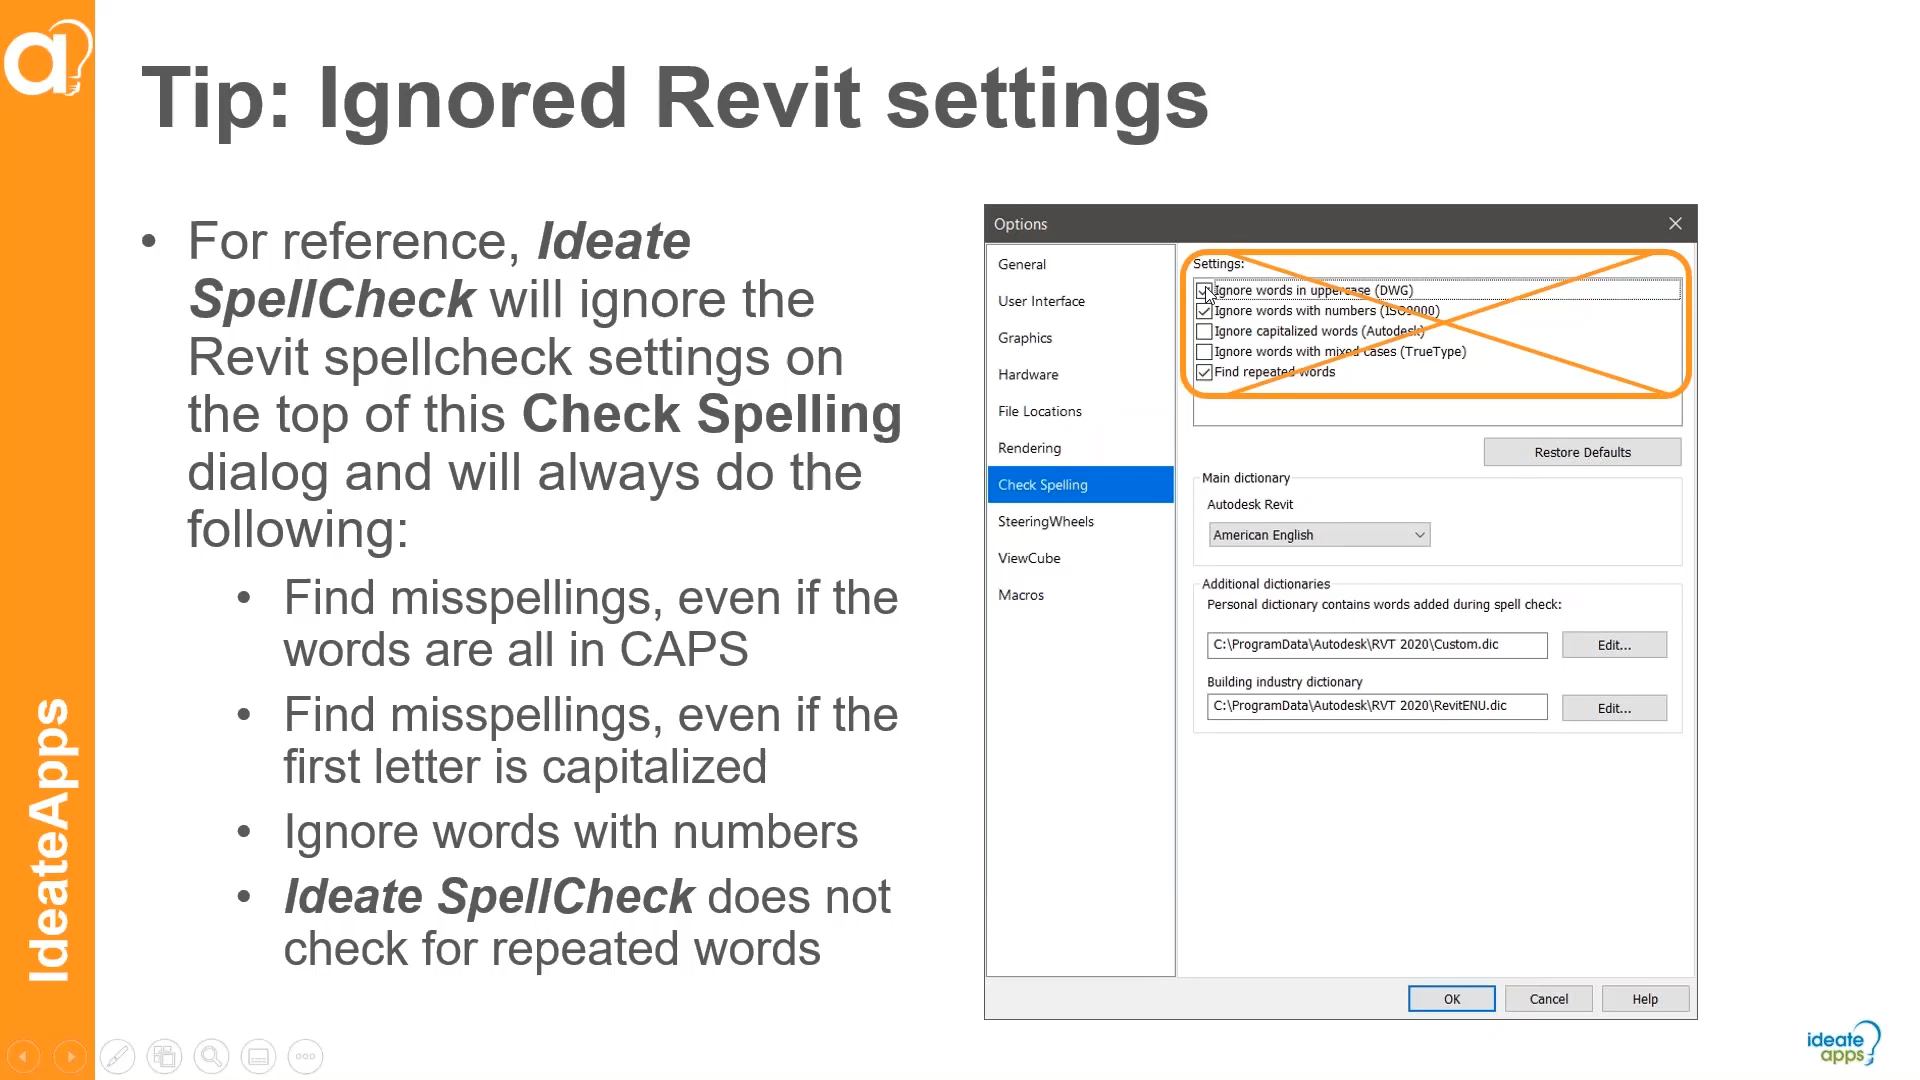 Tip: Ignored Revit settings
• For reference, Ideate
SpellCheck will ignore the
Revit spellcheck settings on
the top of this Check Spelling
dialog and will always do the
following:
• Find misspellings, even if the
words are all in CAPS
• Find misspellings, even if the
first letter is capitalized
• Ignore words with numbers
• Ideate SpellCheck does not
check for repeated words
IdeateApps
Options
General
User Interface
Graphics
Hardware
File Locations
Rendering
Check Spelling
SteeringWheels
ViewCube
Macros
Settings:
Ignore words in uppercase (DWG)
Ignore words with numbers (ISO9000)
Ignore capitalized words (Autodesk)
Ignore words with mixed cases (TrueType)
Find repeated words
Restore Defaults
Main dictionary
Autodesk Revit
American English
Additional dictionaries
Personal dictionary contains words added during spell check:
C:\ProgramData\Autodesk\RVT 2020\Custom.dic
Edit...
Building industry dictionary
C:\ProgramData\Autodesk\RVT 2020\RevitENU.dic
Edit...
OK
Cancel
Help
ideate
apps